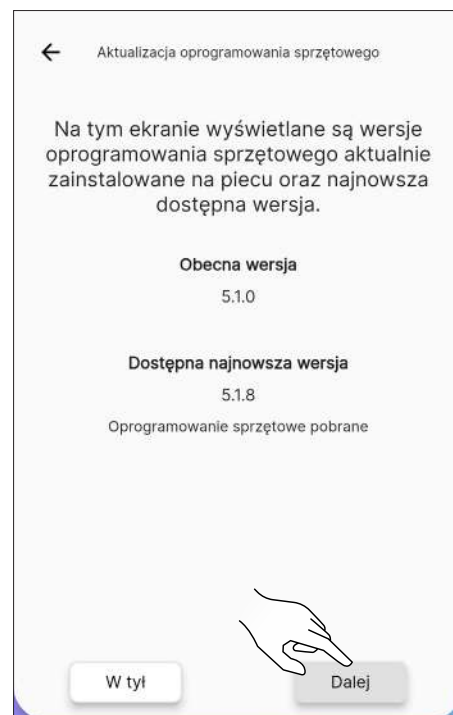 Aktualizacja oprogramowania sprzętowego
Na tym ekranie wyświetlane są wersje
oprogramowania sprzętowego aktualnie
zainstalowane na piecu oraz najnowsza
dostępna wersja.
Obecna wersja
5.1.0
Dostępna najnowsza wersja
5.1.8
Oprogramowanie sprzętowe pobrane
W tył
Dalej